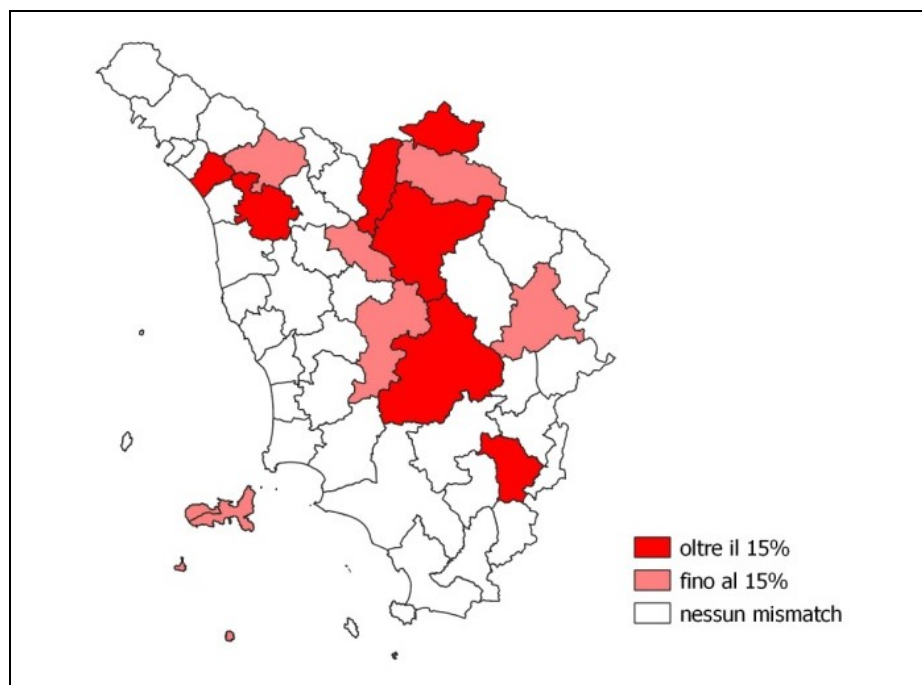 oltre il 15%
fino al 15%
nessun mismatch